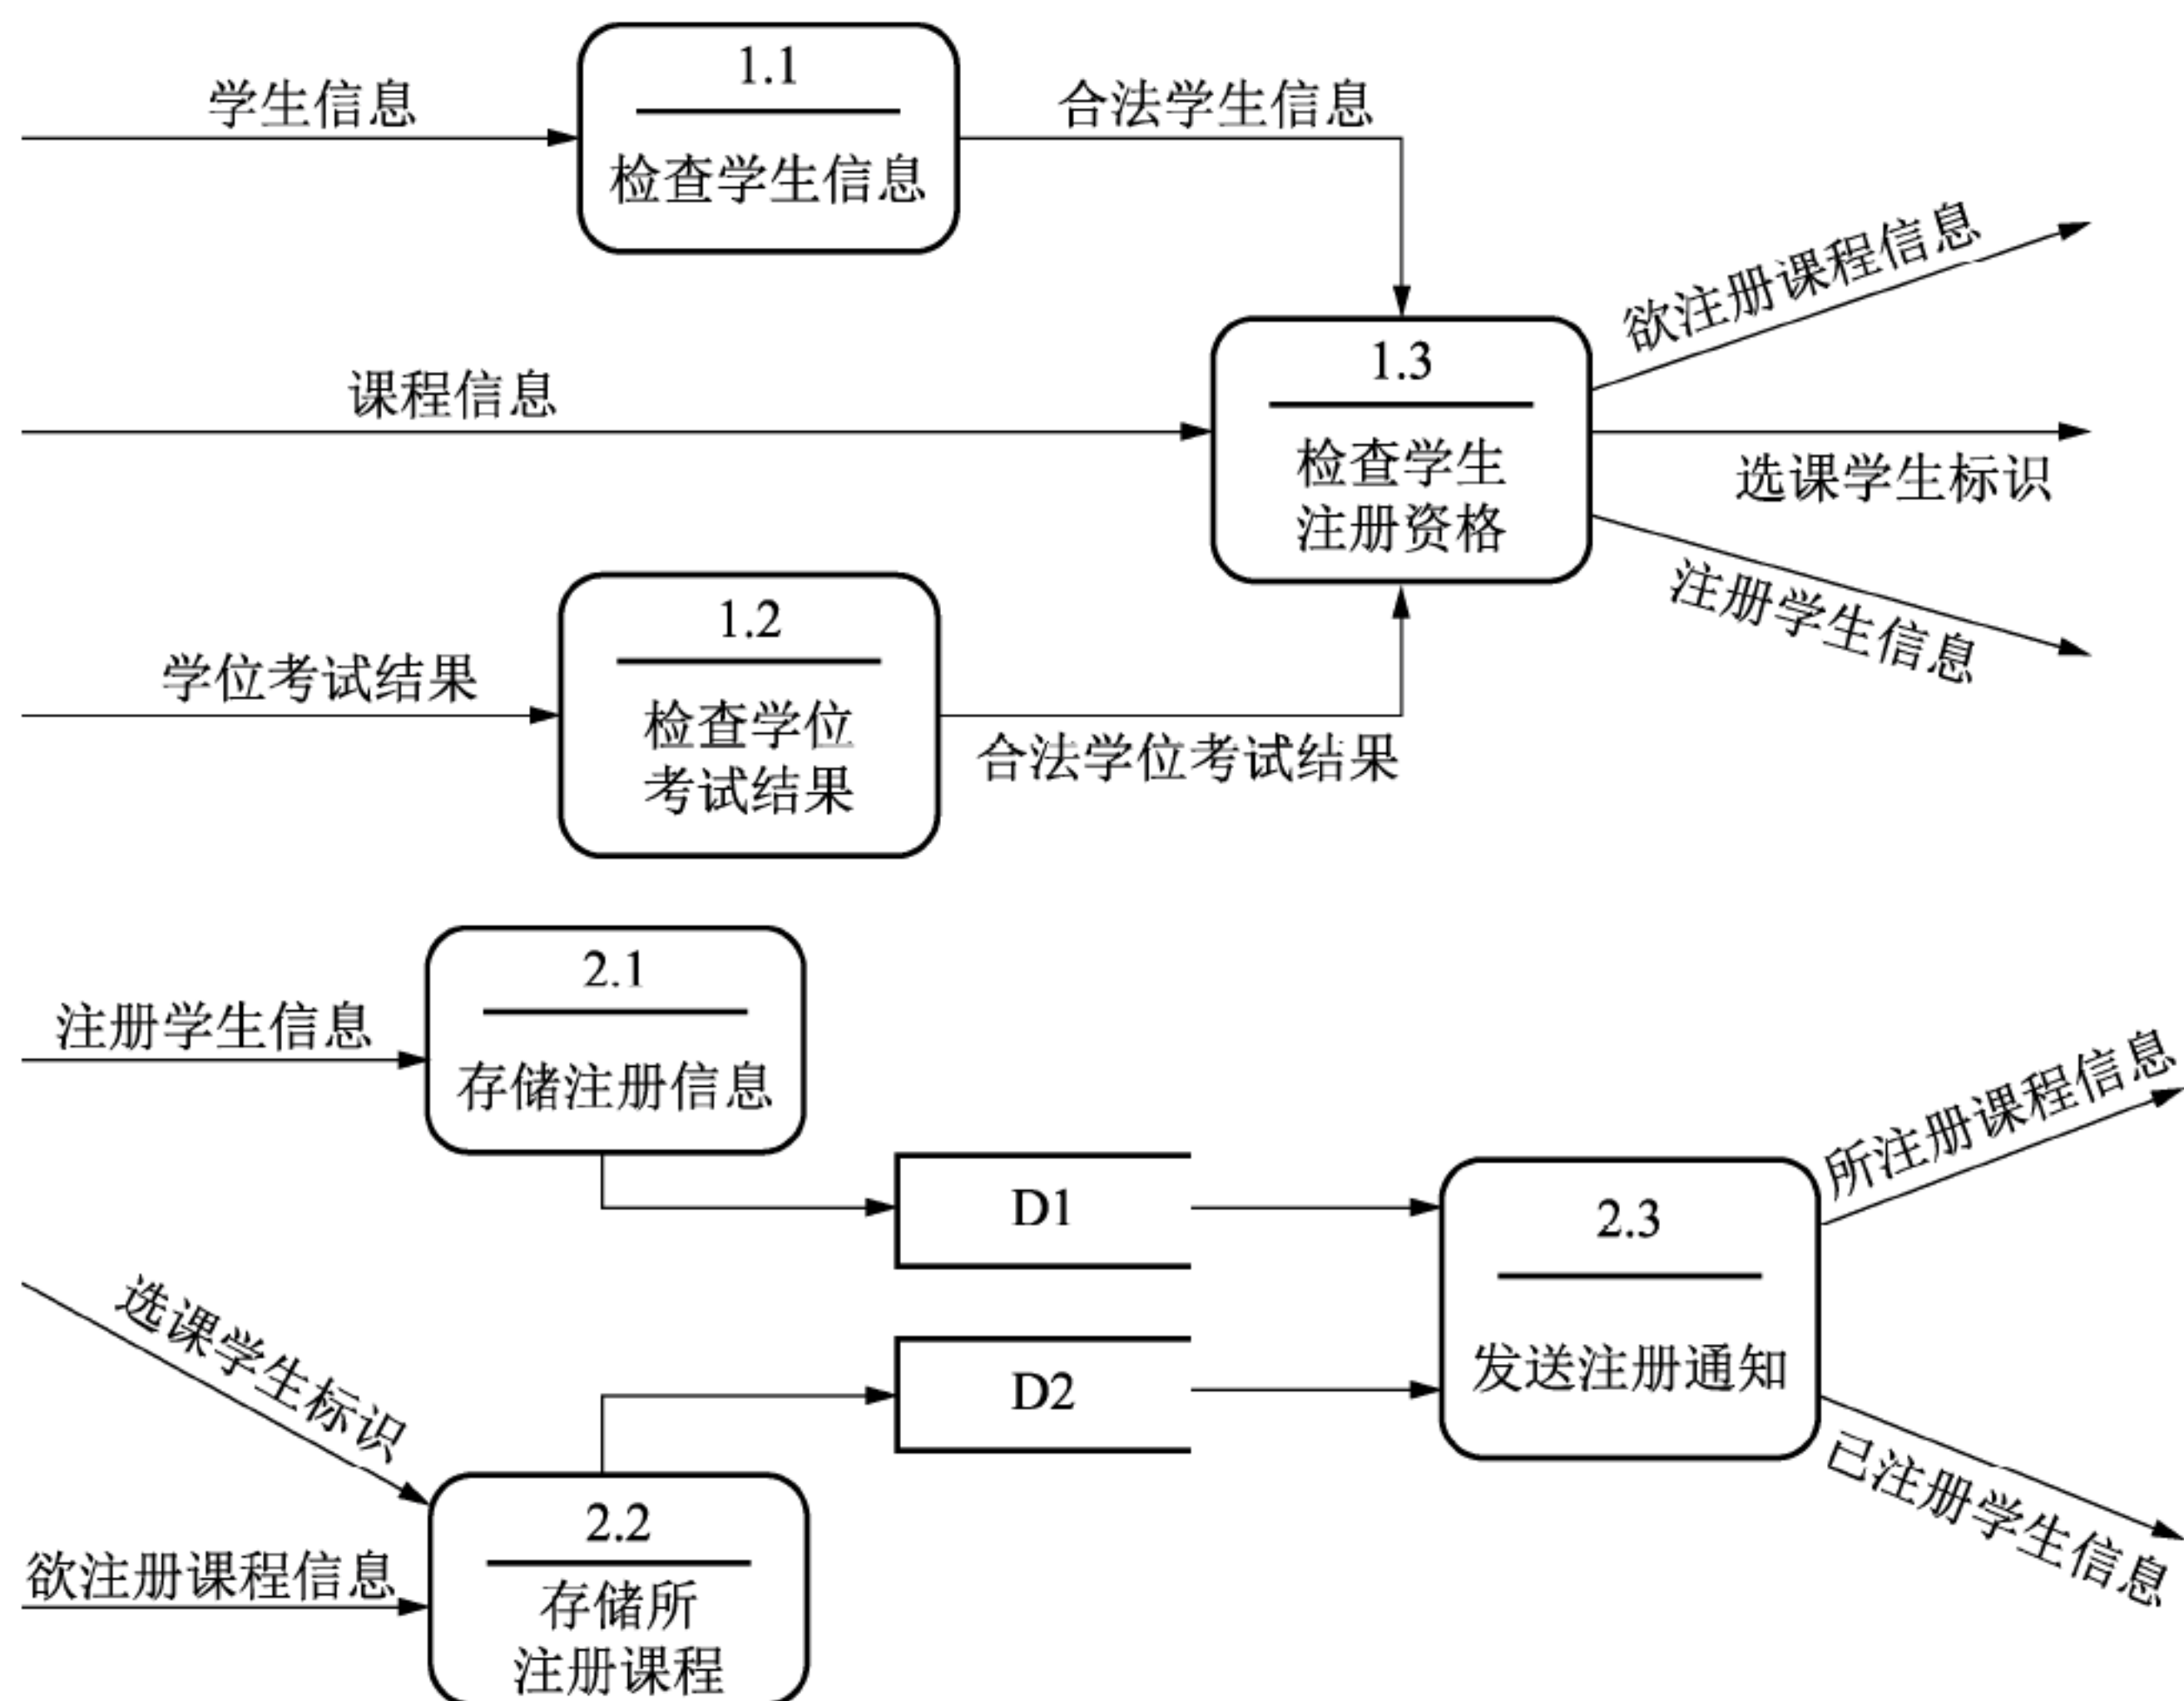 1.1
学生信息
合法学生信息
检查学生信息
欲注册课程信息
1.3
课程信息
检查学生
注册资格
选课学生标识
注册学生信息
1.2
学位考试结果
检查学位
考试结果
合法学位考试结果
2.1
注册学生信息
存储注册信息
所注册课程信息
D1
2.3
选课学生标识
发送注册通知
D2
已注册学生信息
2.2
欲注册课程信息
存储所
注册课程